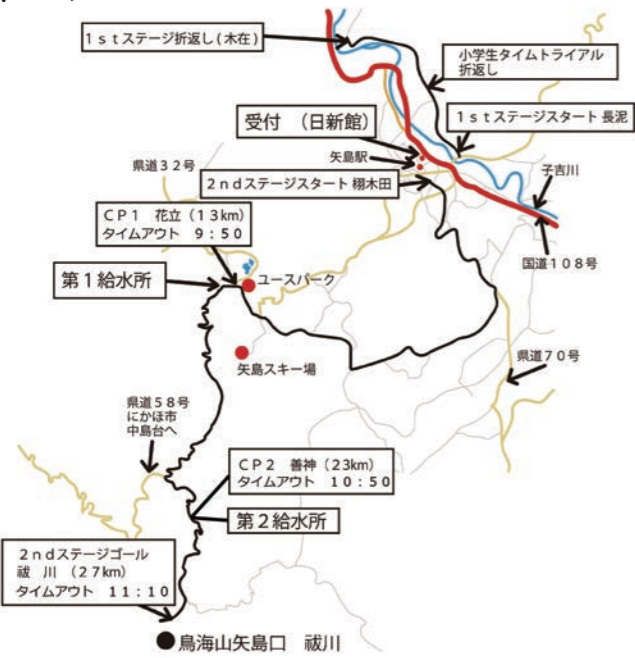 1stステージ折返し(木在)
小学生タイムトライアル
折返し
受付　(日新館)
1stステージスタート 長泥
矢島駅
県道32号
2ndステージスタート 栩木田
子吉川
CP1　花立(13km)
タイムアウト　9:50
国道108号
第1給水所
ユースパーク
矢島スキー場
県道70号
県道58号
にかほ市
中島台へ
CP2　善神(23km)
タイムアウト　10:50
第2給水所
2ndステージゴール
祓　川(27km)
タイムアウト　11:10
鳥海山矢島口　祓川